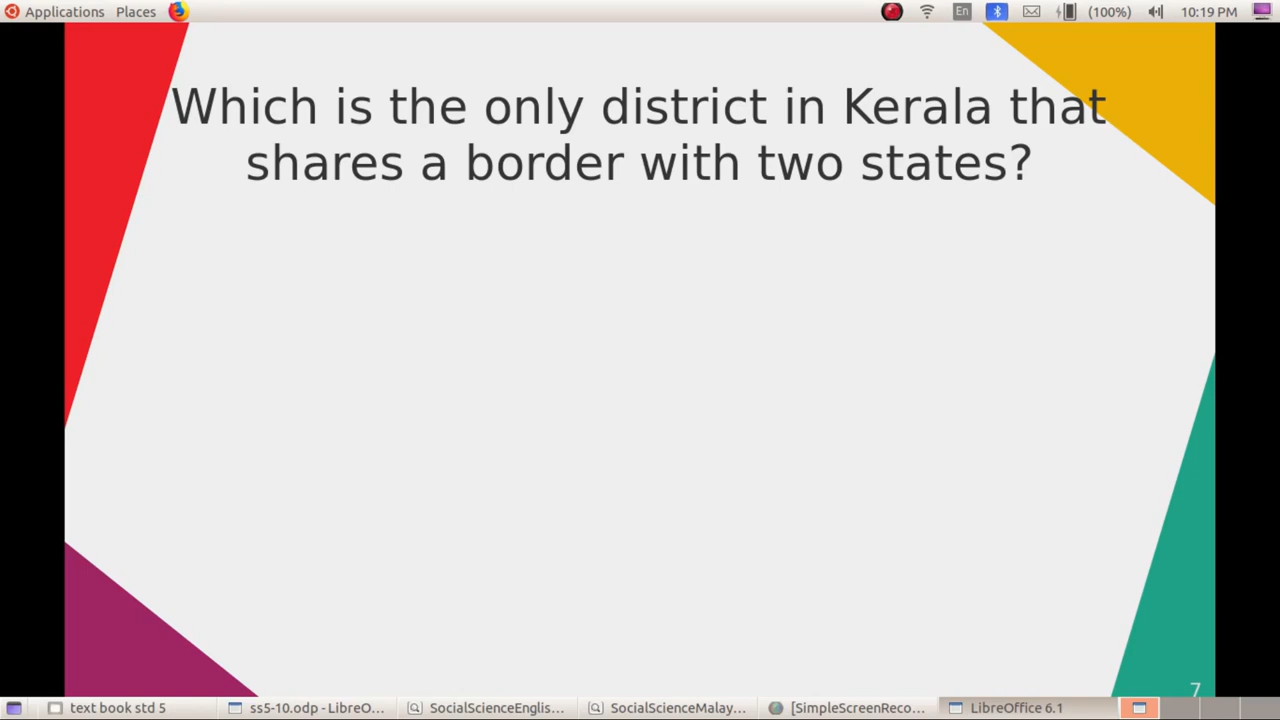 Applications Places En (100%) 10:19 PM
Which is the only district in Kerala that
shares a border with two states?
7
text book std 5 ss5-10.odp - LibreO... SocialScienceEnglis... SocialScienceMalay... [SimpleScreenReco... LibreOffice 6.1